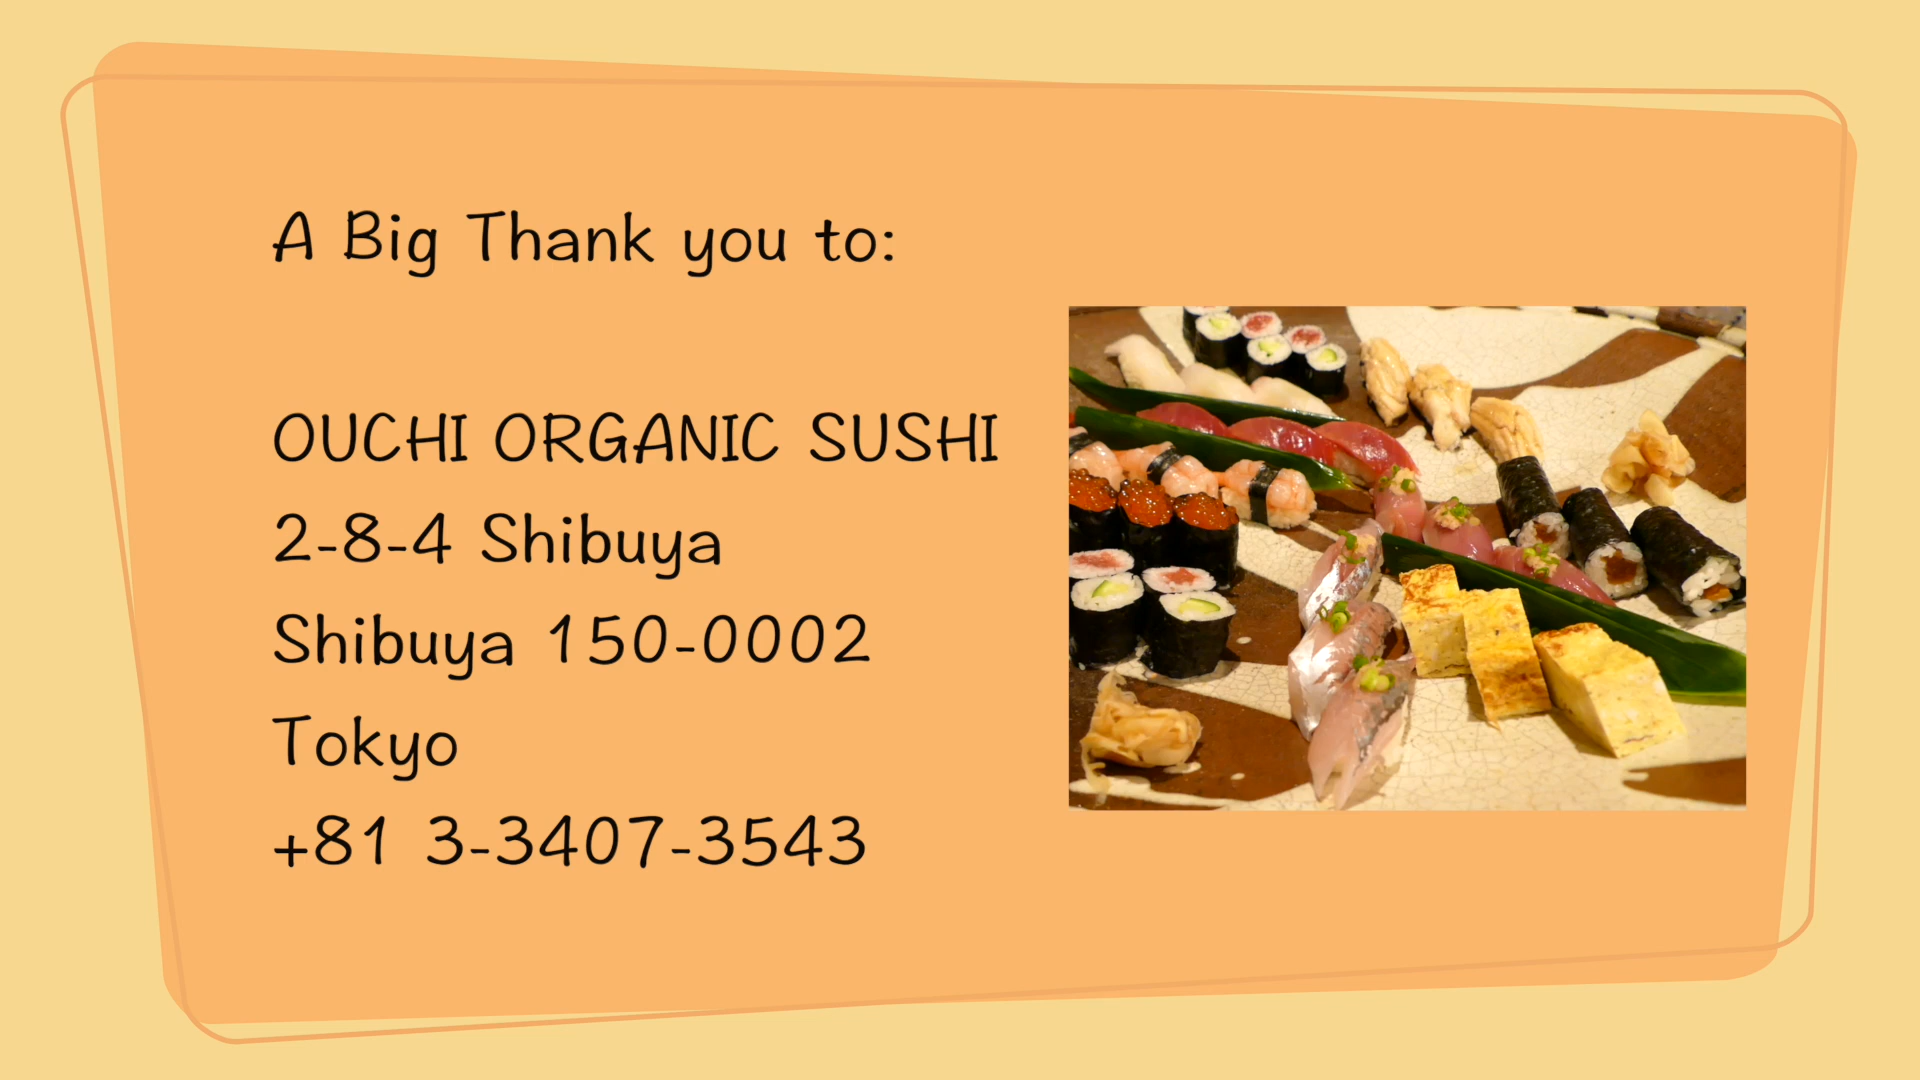 A Big Thank you to:
OUCHI ORGANIC SUSHI
2-8-4 Shibuya
Shibuya 150-0002
Tokyo
+81 3-3407-3543